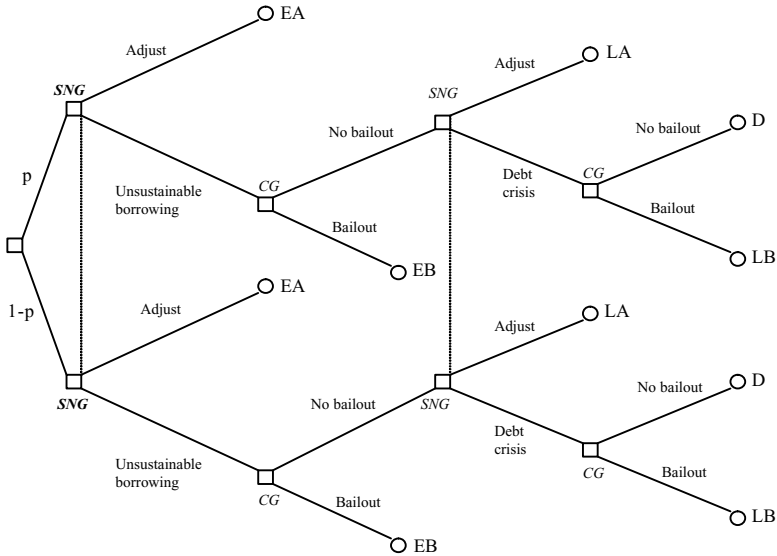 EA
Adjust
LA
Adjust
SNG
SNG
D
No bailout
No bailout
p
Unsustainable
borrowing
CG
Debt
crisis
CG
Bailout
Bailout
LB
EB
EA
1-p
Adjust
LA
Adjust
D
SNG
No bailout
SNG
No bailout
Debt
crisis
Unsustainable
borrowing
CG
CG
Bailout
Bailout
LB
EB